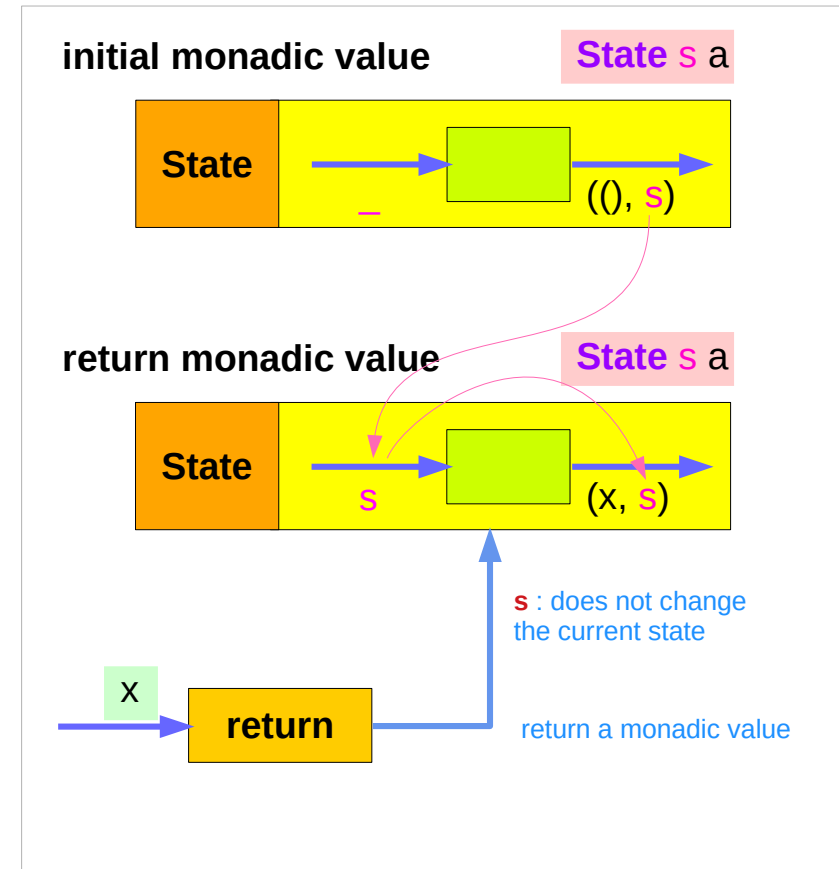 initial monadic value State s a
State
_
((), s)
return monadic value State s a
State
s
(x, s)
s : does not change
the current state
x
return
return a monadic value